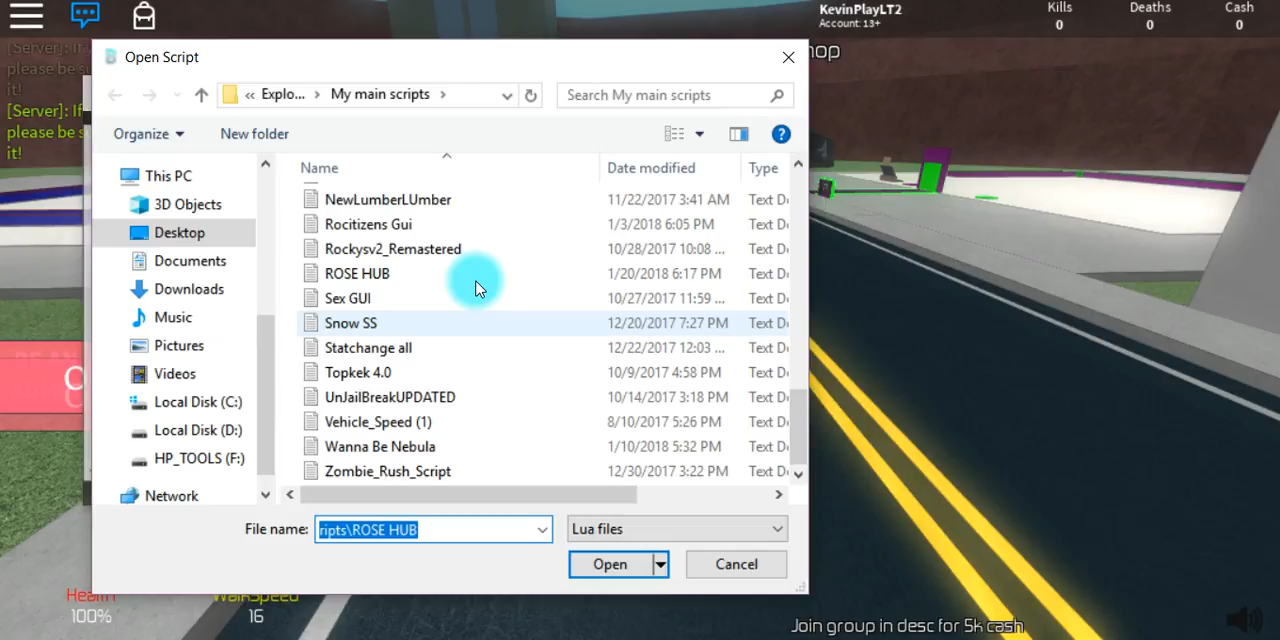 KevinPlayLT2
Account: 13+
Kills
0
Deaths
0
Cash
0
[Server]: If
please be s
it!
[Server]: If
please be s
it!
Open Script
« Explo... › My main scripts ›
Search My main scripts
Organize
New folder
This PC
3D Objects
Desktop
Documents
Downloads
Music
Pictures
Videos
Local Disk (C:)
Local Disk (D:)
HP_TOOLS (F:)
Network
Name Date modified Type
NewLumberLUmber 11/22/2017 3:41 AM Text D
Rocitizens Gui 1/3/2018 6:05 PM Text D
Rockysv2_Remastered 10/28/2017 10:08 ... Text D
ROSE HUB 1/20/2018 6:17 PM Text D
Sex GUI 10/27/2017 11:59 ... Text D
Snow SS 12/20/2017 7:27 PM Text D
Statchange all 12/22/2017 12:03 ... Text D
Topkek 4.0 10/9/2017 4:58 PM Text D
UnJailBreakUPDATED 10/14/2017 3:18 PM Text D
Vehicle_Speed (1) 8/10/2017 5:26 PM Text D
Wanna Be Nebula 1/10/2018 5:32 PM Text D
Zombie_Rush_Script 12/30/2017 3:22 PM Text D
File name: ripts\ROSE HUB
Lua files
Open
Cancel
hop
Health
100%
WalkSpeed
16
Join group in desc for 5k cash